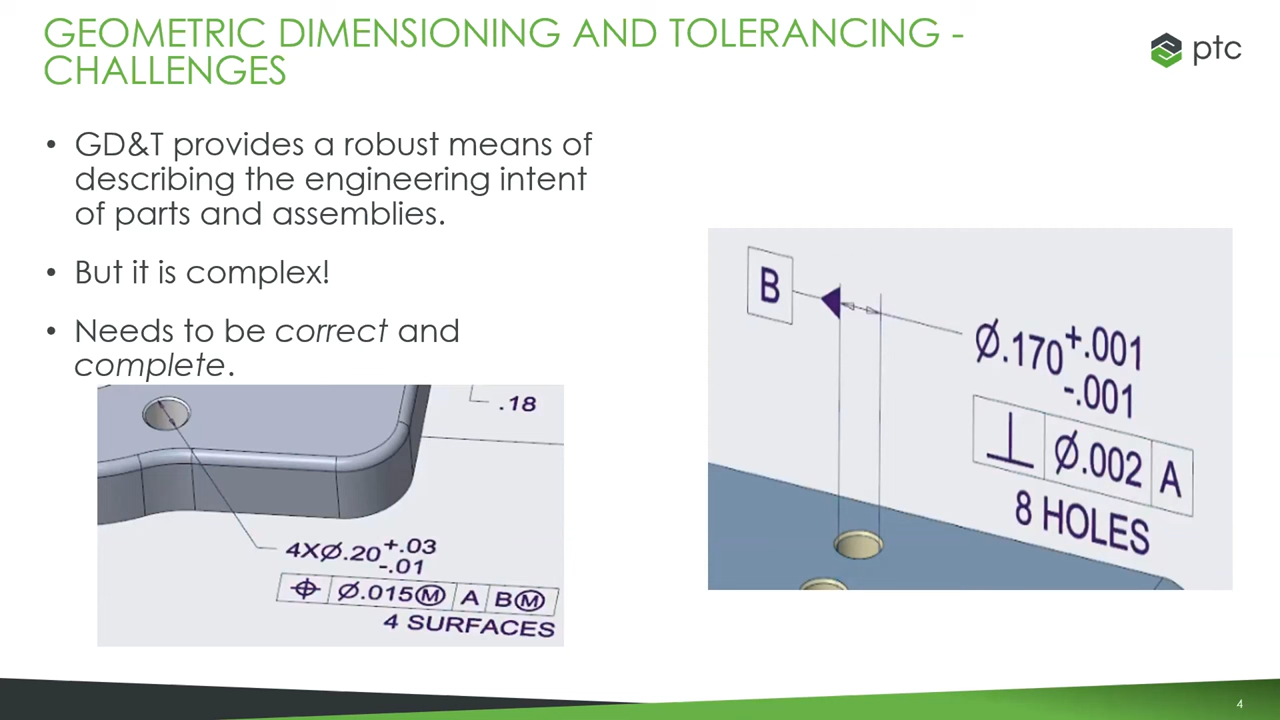 GEOMETRIC DIMENSIONING AND TOLERANCING -
CHALLENGES
ptc
• GD&T provides a robust means of
describing the engineering intent
of parts and assemblies.
• But it is complex!
• Needs to be correct and
complete.
.18
4X⌀.20 +.03
-.01
⌖ ⌀.015Ⓜ A BⓂ
4 SURFACES
B
⌀.170 +.001
-.001
⊥ ⌀.002 A
8 HOLES
4